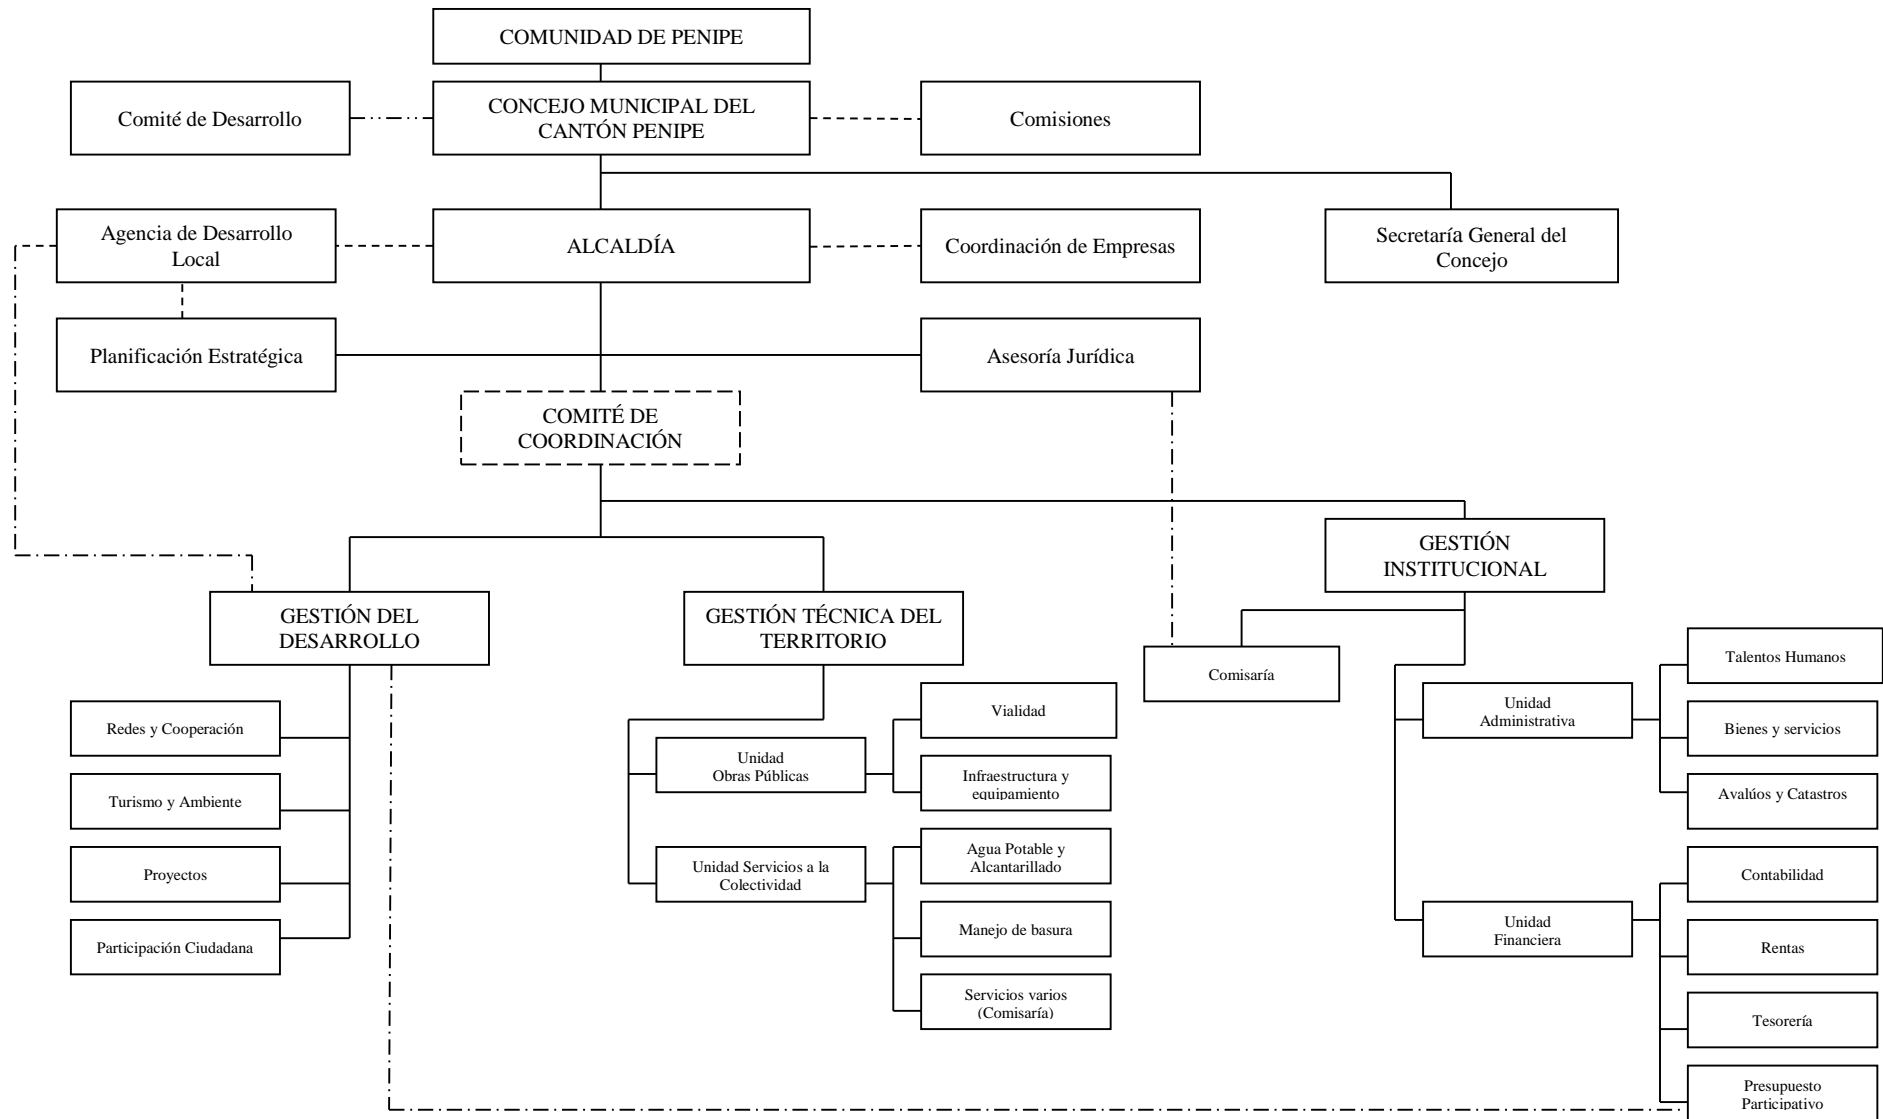 COMUNIDAD DE PENIPE
Comité de Desarrollo
CONCEJO MUNICIPAL DEL
CANTÓN PENIPE
Comisiones
Agencia de Desarrollo
Local
ALCALDÍA
Coordinación de Empresas
Secretaría General del
Concejo
Planificación Estratégica
Asesoría Jurídica
COMITÉ DE
COORDINACIÓN
GESTIÓN DEL
DESARROLLO
GESTIÓN TÉCNICA DEL
TERRITORIO
GESTIÓN
INSTITUCIONAL
Redes y Cooperación
Turismo y Ambiente
Proyectos
Participación Ciudadana
Unidad
Obras Públicas
Vialidad
Infraestructura y
equipamiento
Unidad Servicios a la
Colectividad
Agua Potable y
Alcantarillado
Manejo de basura
Servicios varios
(Comisaría)
Comisaría
Unidad
Administrativa
Talentos Humanos
Bienes y servicios
Avalúos y Catastros
Unidad
Financiera
Contabilidad
Rentas
Tesorería
Presupuesto
Participativo